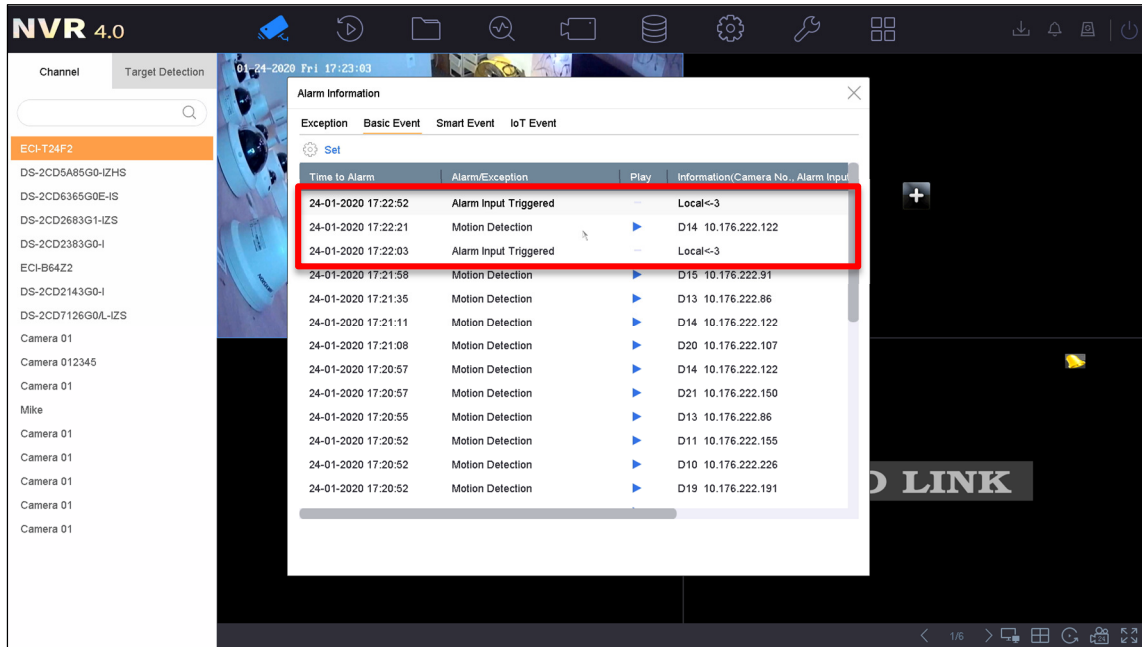 NVR 4.0
Channel Target Detection
ECI-T24F2
DS-2CD5A85G0-IZHS
DS-2CD6365G0E-IS
DS-2CD2683G1-IZS
DS-2CD2383G0-I
ECI-B64Z2
DS-2CD2143G0-I
DS-2CD7126G0/L-IZS
Camera 01
Camera 012345
Camera 01
Mike
Camera 01
Camera 01
Camera 01
Camera 01
Camera 01
01-24-2020 Fri 17:23:03
Alarm Information
Exception Basic Event Smart Event IoT Event
Set
Time to Alarm Alarm/Exception Play Information(Camera No., Alarm Input
24-01-2020 17:22:52 Alarm Input Triggered — Local<-3
24-01-2020 17:22:21 Motion Detection D14 10.176.222.122
24-01-2020 17:22:03 Alarm Input Triggered — Local<-3
24-01-2020 17:21:58 Motion Detection D15 10.176.222.91
24-01-2020 17:21:35 Motion Detection D13 10.176.222.86
24-01-2020 17:21:11 Motion Detection D14 10.176.222.122
24-01-2020 17:21:08 Motion Detection D20 10.176.222.107
24-01-2020 17:20:57 Motion Detection D14 10.176.222.122
24-01-2020 17:20:57 Motion Detection D21 10.176.222.150
24-01-2020 17:20:55 Motion Detection D13 10.176.222.86
24-01-2020 17:20:52 Motion Detection D11 10.176.222.155
24-01-2020 17:20:52 Motion Detection D10 10.176.222.226
24-01-2020 17:20:52 Motion Detection D19 10.176.222.191
LINK
1/6
24